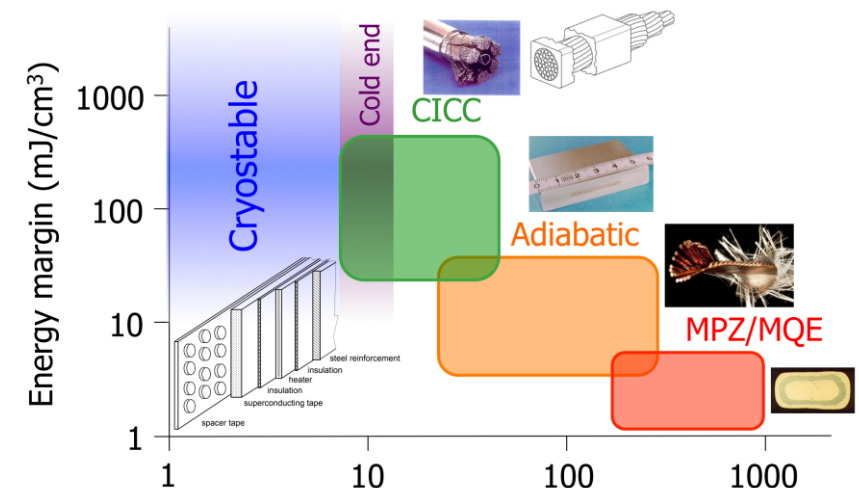 Energy margin (mJ/cm³)
1000
100
10
1
Cryostable
Cold end
CICC
Adiabatic
MPZ/MQE
steel reinforcement
insulation
heater
insulation
superconducting tape
spacer tape
1
10
100
1000